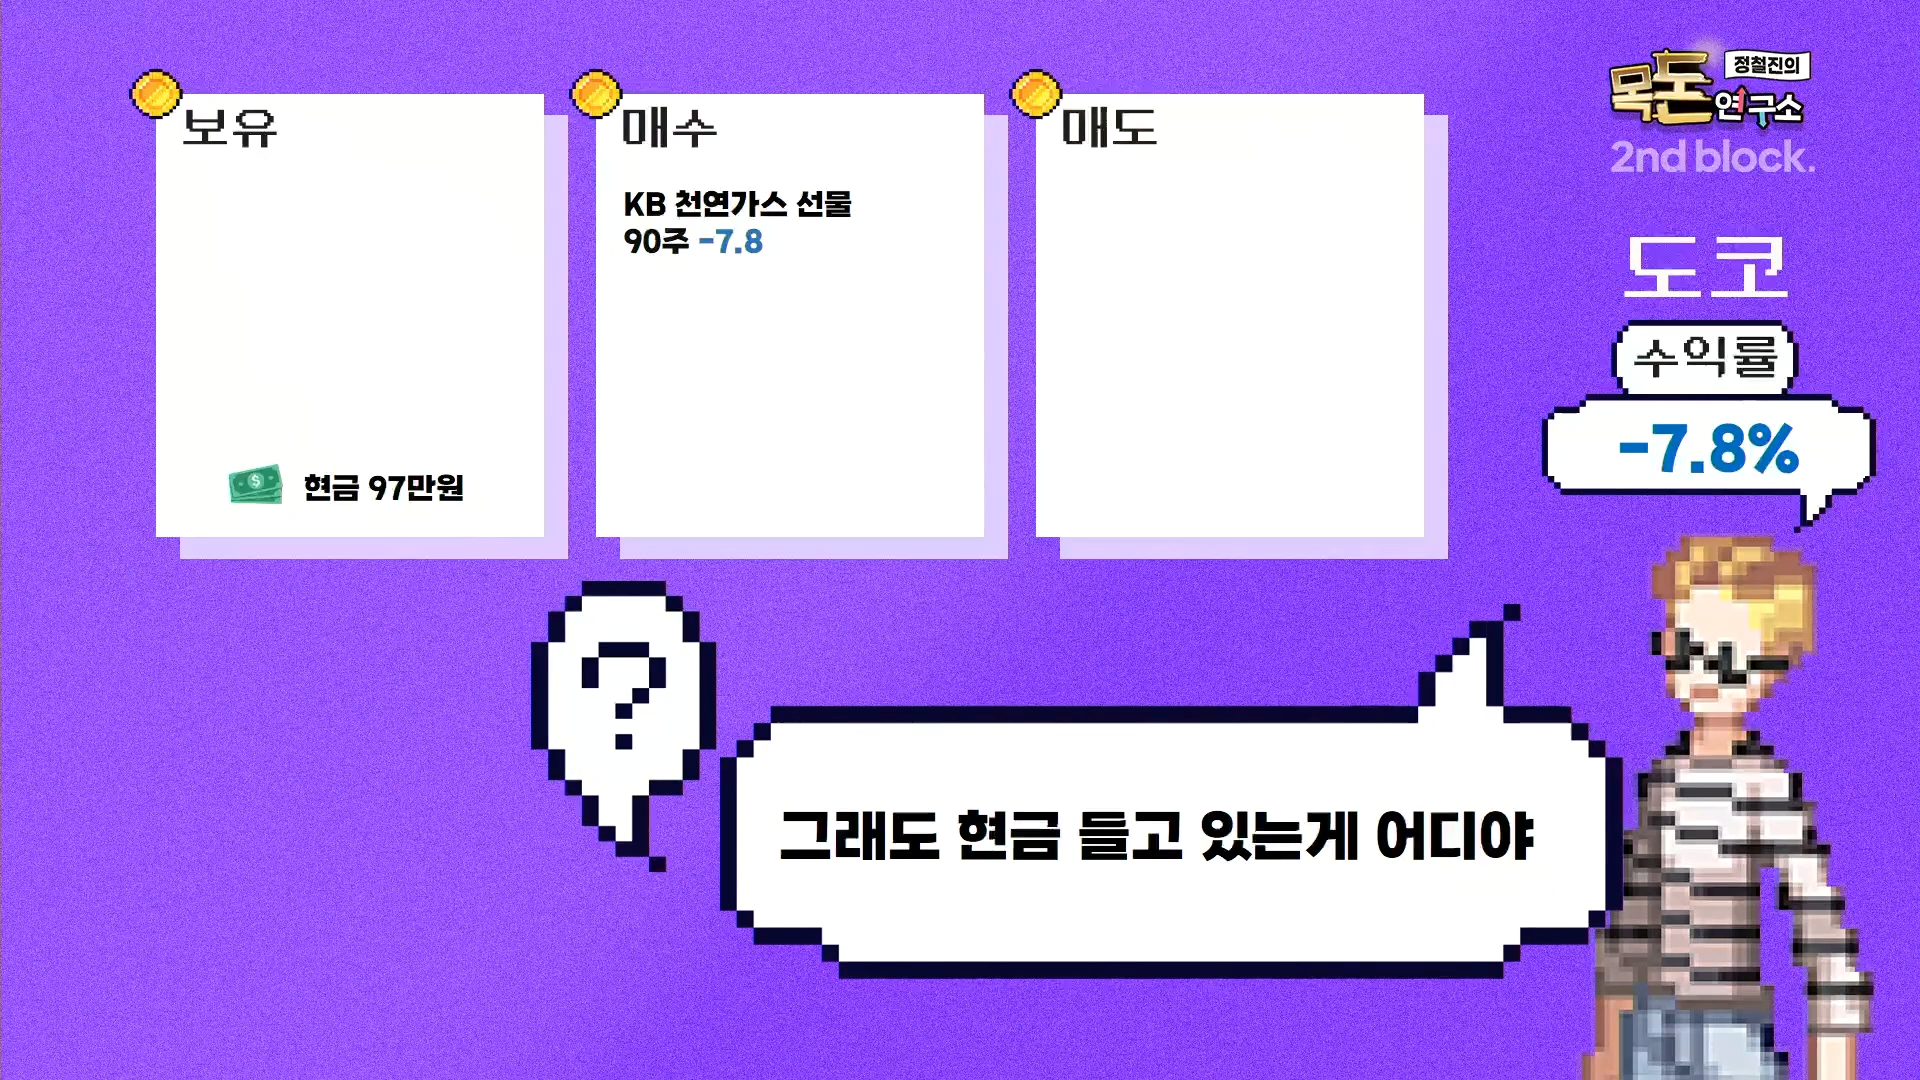 보유
현금 97만원
매수
KB 천연가스 선물
90주 -7.8
매도
정철진의
목돈
연구소
2nd block.
도코
수익률
-7.8%
?
그래도 현금 들고 있는게 어디야